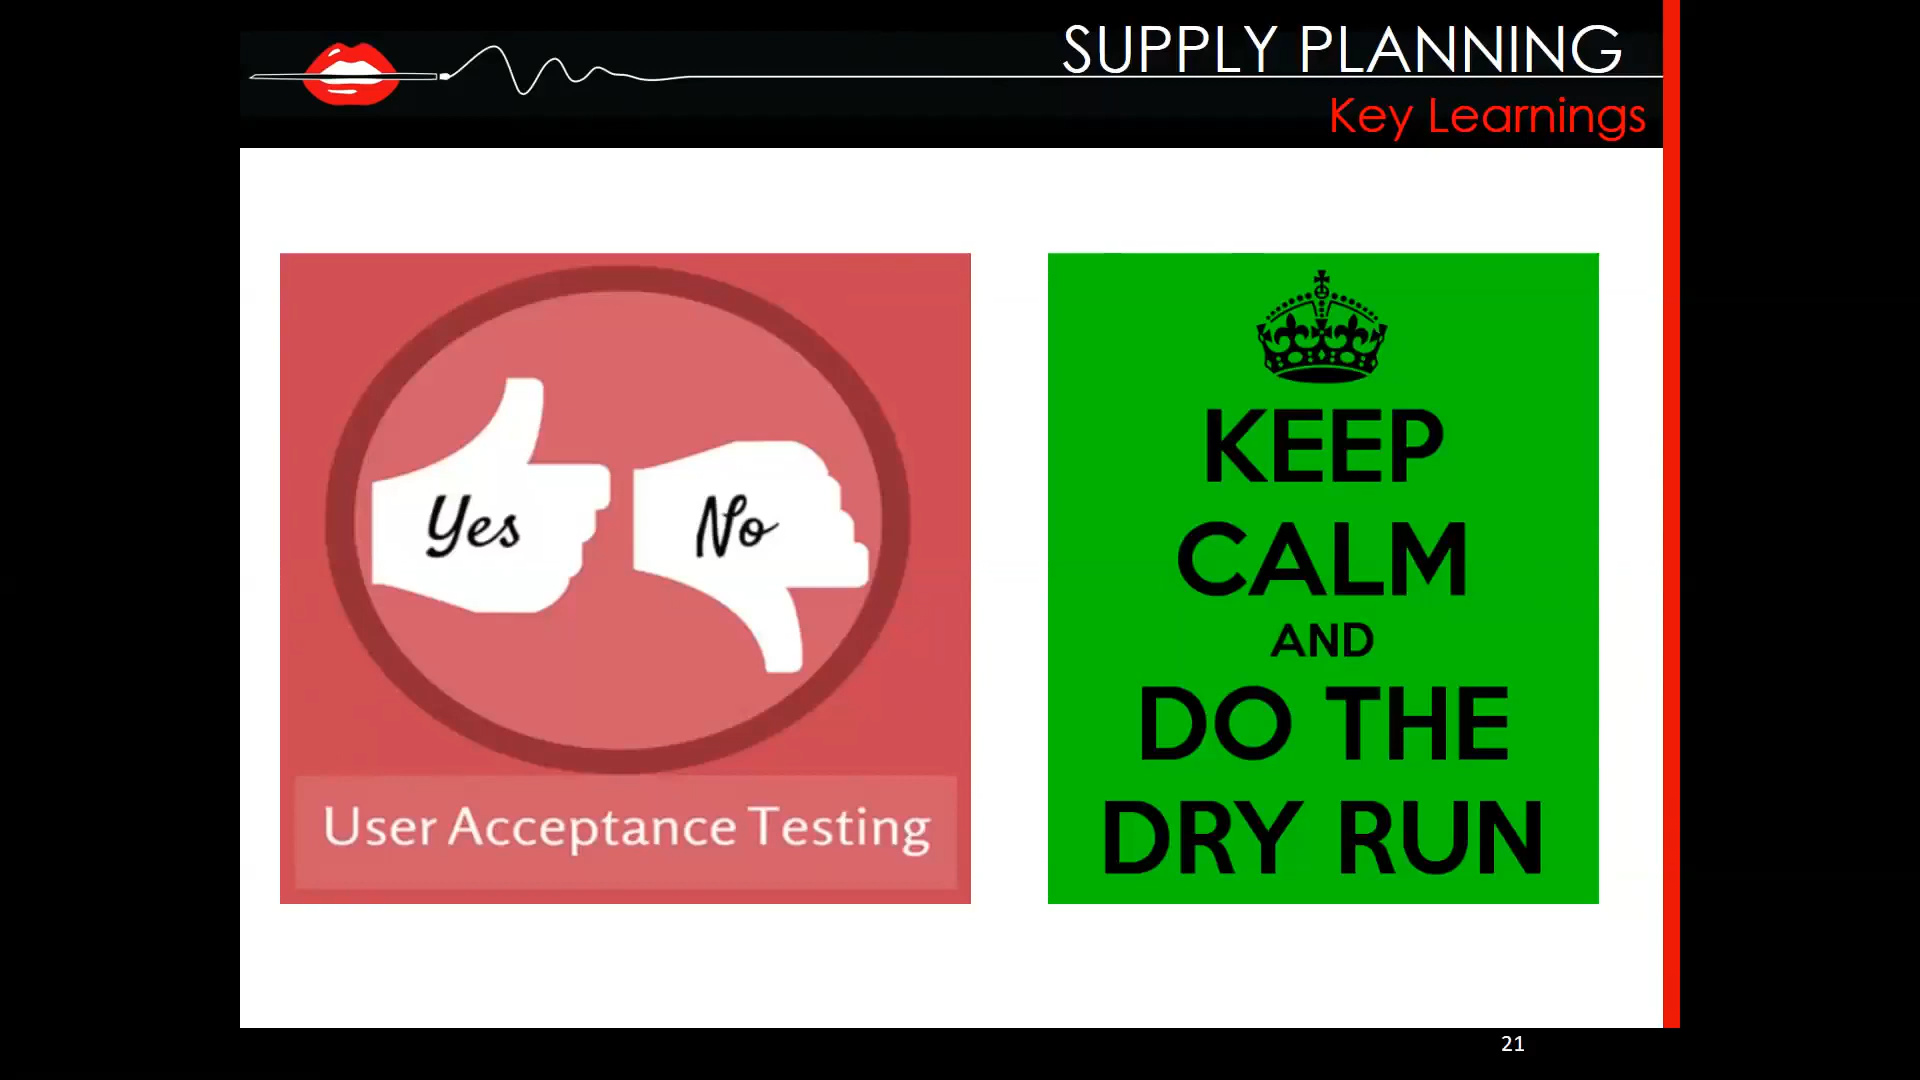 SUPPLY PLANNING
Key Learnings
Yes
No
User Acceptance Testing
KEEP
CALM
AND
DO THE
DRY RUN
21